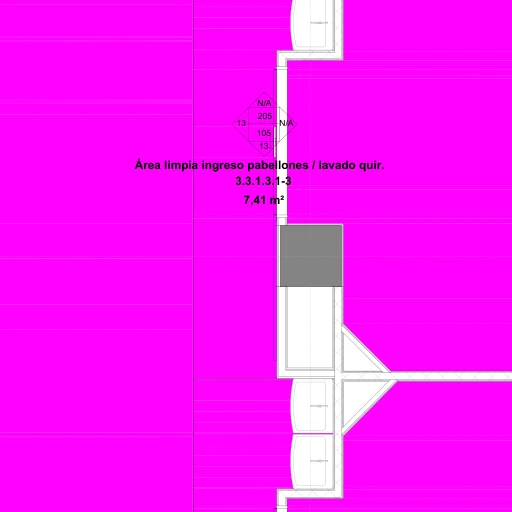 N/A
205
13
N/A
105
13
Área limpia ingreso pabellones / lavado quir.
3.3.1.3.1-3
7,41 m²